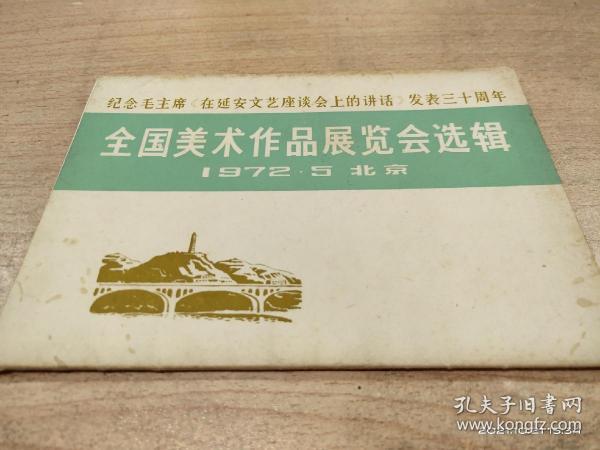 纪念毛主席《在延安文艺座谈会上的讲话》发表三十周年
全国美术作品展览会选辑
1972·5 北京
孔夫子旧书网
www.kongfz.com